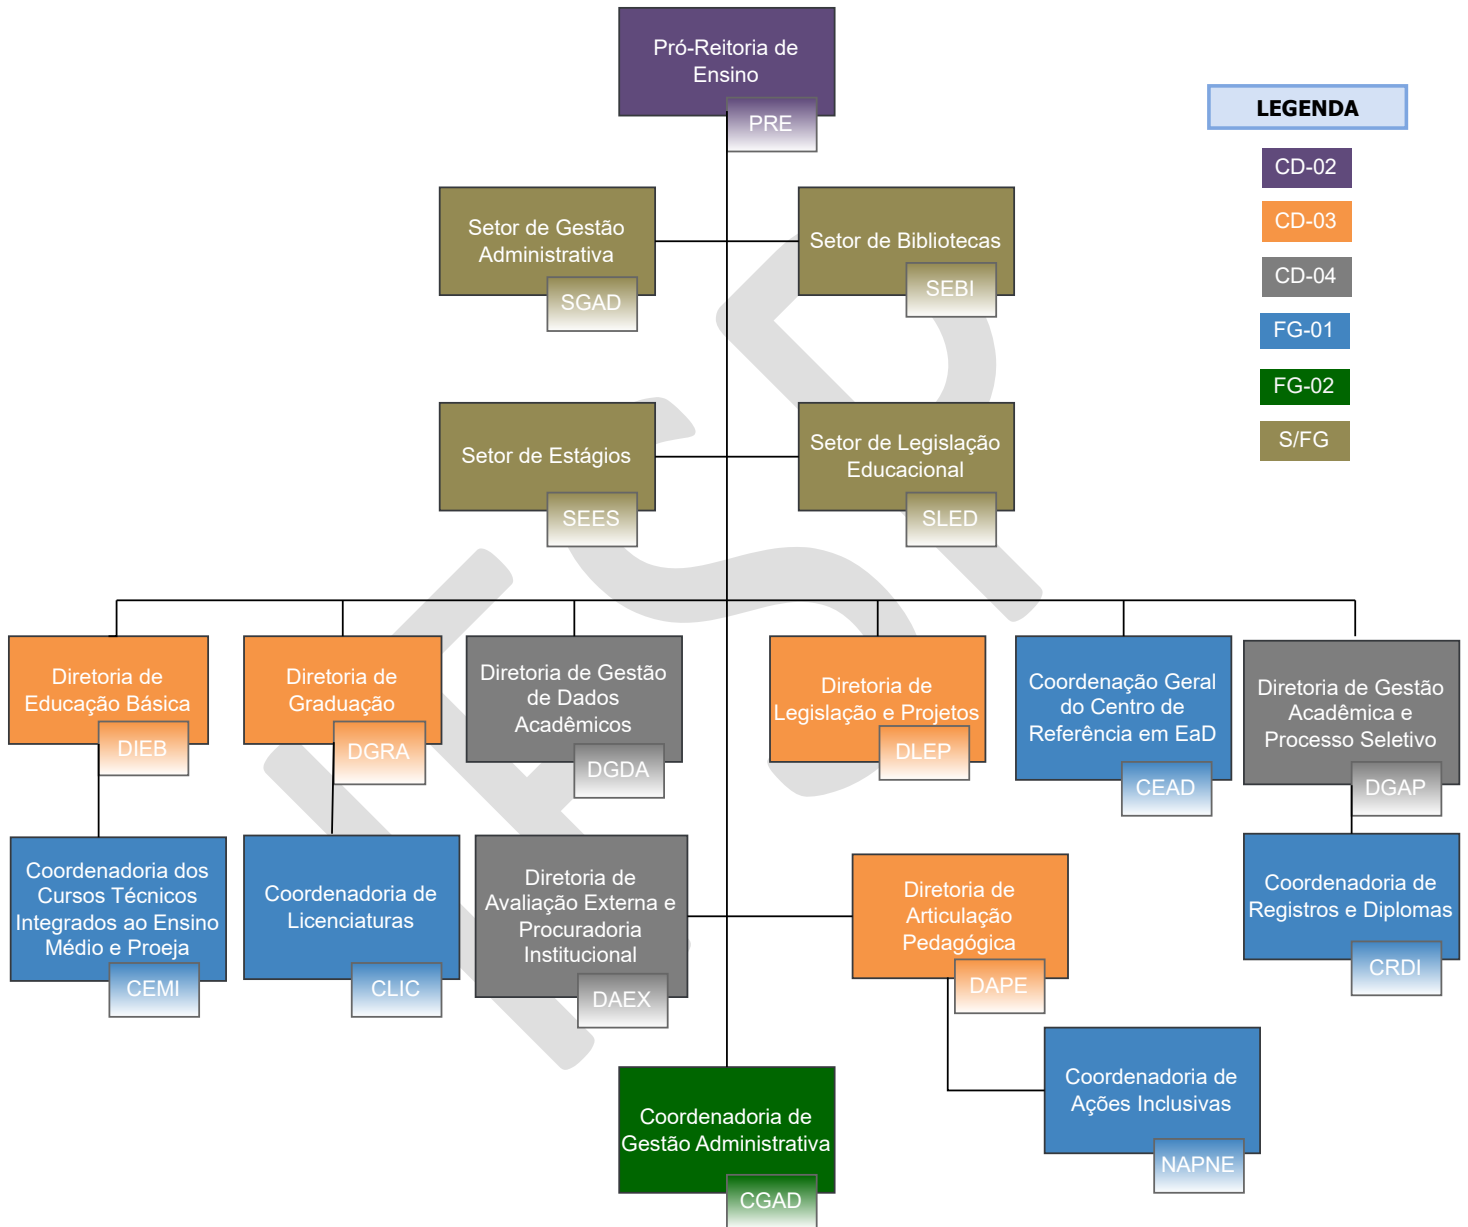 Pró-Reitoria de
Ensino
PRE
LEGENDA
CD-02
CD-03
CD-04
FG-01
FG-02
S/FG
Setor de Gestão
Administrativa
SGAD
Setor de Bibliotecas
SEBI
Setor de Estágios
SEES
Setor de Legislação
Educacional
SLED
Diretoria de
Educação Básica
DIEB
Diretoria de
Graduação
DGRA
Diretoria de Gestão
de Dados
Acadêmicos
DGDA
Diretoria de
Legislação e Projetos
DLEP
Coordenação Geral
do Centro de
Referência em EaD
CEAD
Diretoria de Gestão
Acadêmica e
Processo Seletivo
DGAP
Coordenadoria dos
Cursos Técnicos
Integrados ao Ensino
Médio e Proeja
CEMI
Coordenadoria de
Licenciaturas
CLIC
Diretoria de
Avaliação Externa e
Procuradoria
Institucional
DAEX
Diretoria de
Articulação
Pedagógica
DAPE
Coordenadoria de
Registros e Diplomas
CRDI
Coordenadoria de
Ações Inclusivas
NAPNE
Coordenadoria de
Gestão Administrativa
CGAD
IFSP